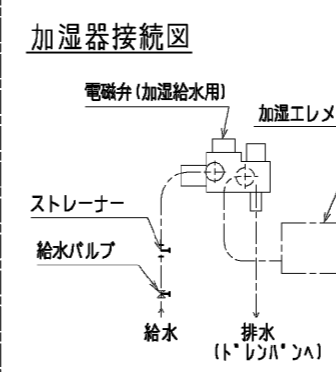 加湿器接続図
電磁弁(加湿給水用)
加湿エレメ
ストレーナー
給水バルブ
給水
排水
(ドレンパンへ)